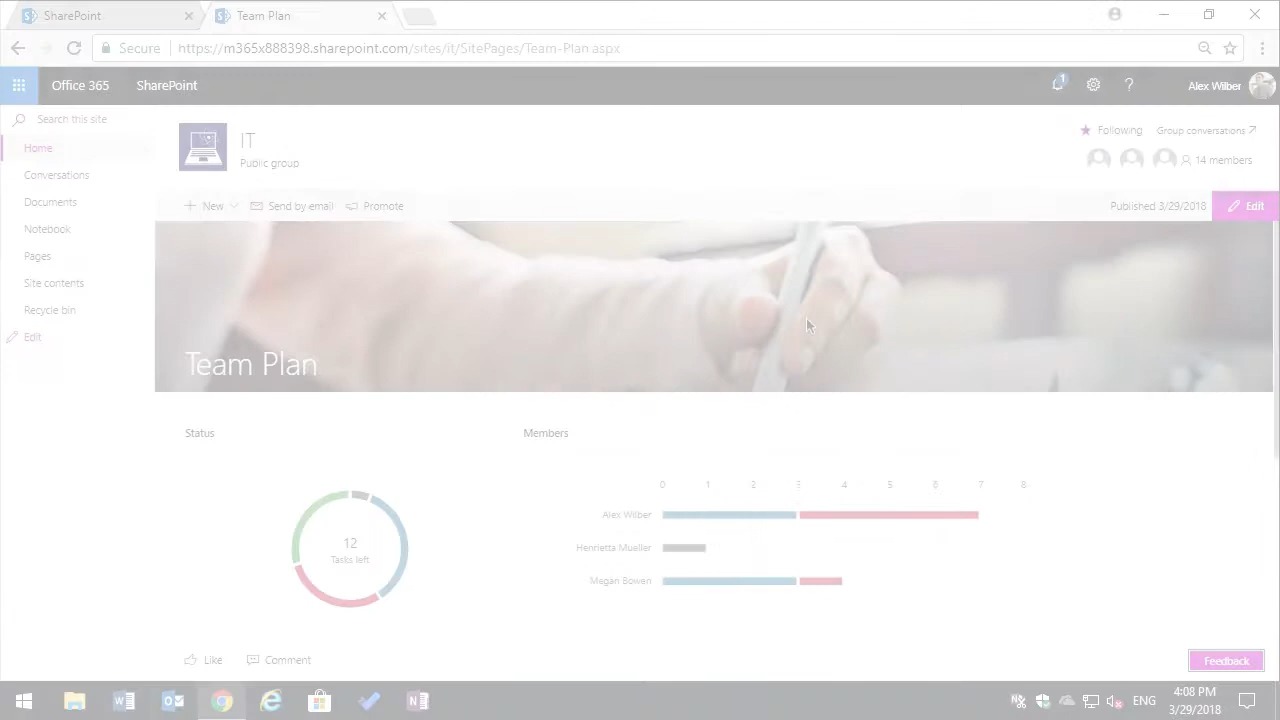 SharePoint
Team Plan
Secure
https://m365x888398.sharepoint.com/sites/it/SitePages/Team-Plan.aspx
Office 365
SharePoint
1
?
Alex Wilber
Search this site
Home
Conversations
Documents
Notebook
Pages
Site contents
Recycle bin
Edit
IT
Public group
Following
Group conversations
14 members
New
Send by email
Promote
Published 3/29/2018
Edit
Team Plan
Status
12
Tasks left
Members
0 1 2 3 4 5 6 7 8
Alex Wilber
Henrietta Mueller
Megan Bowen
Like
Comment
Feedback
ENG
4:08 PM
3/29/2018